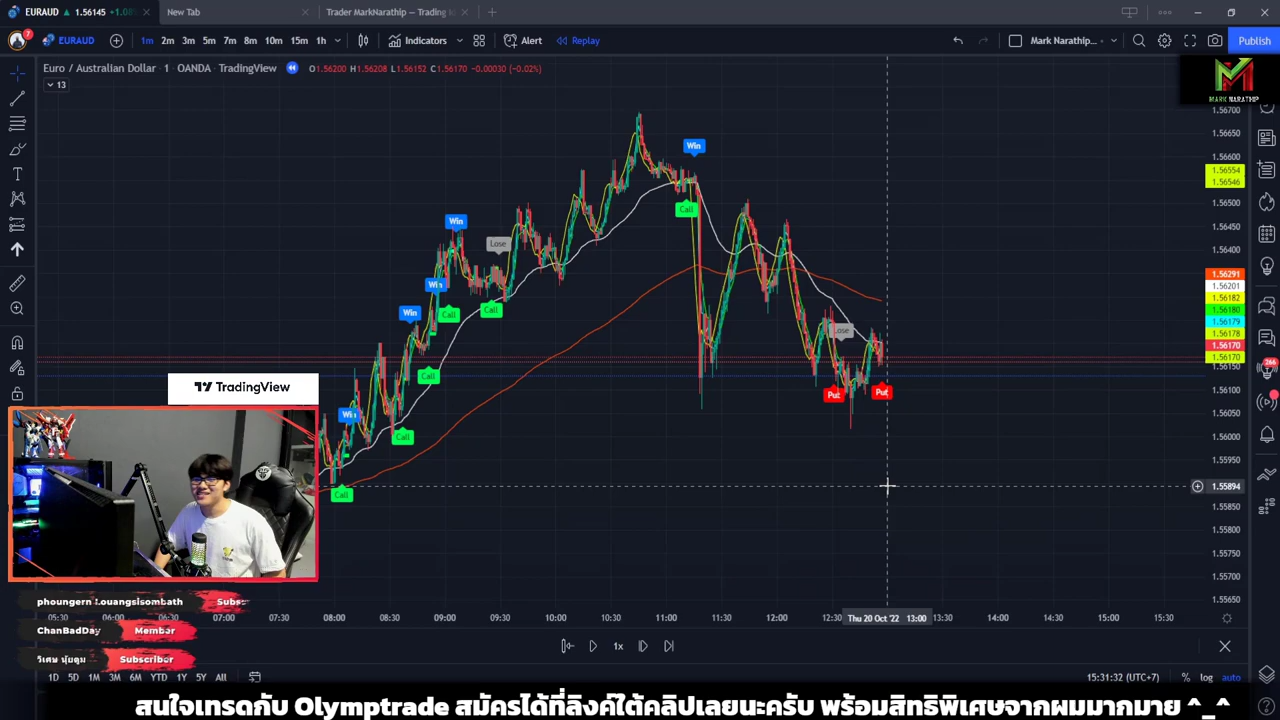 EURAUD ▲ 1.56145
New Tab
Trader MarkNarathip — Trading
7
EURAUD
1m 2m 3m 5m 7m 8m 10m 15m 1h
Indicators
Alert
Replay
Mark Narathip...
Publish
Euro / Australian Dollar · 1 · OANDA · TradingView
O1.56200 H1.56208 L1.56152 C1.56170 -0.00030 (-0.02%)
13
MARK NARATHIP
1.56700
1.56650
1.56600
1.56554
1.56546
1.56500
1.56450
1.56400
1.56291
1.56201
1.56182
1.56180
1.56179
1.56178
1.56170
1.56170
1.56150
1.56100
1.56050
1.56000
1.55950
1.55894
1.55850
1.55800
1.55750
1.55700
1.55650
266
Win
Call
Win
Lose
Win
Call
Call
Win
Lose
Call
Put
Put
Win
Call
Call
TradingView
phoungern Louangsisombath
ChanBadDay
Member
วิเศษ นุ้ยตูม
Subscriber
05:30 06:00 06:30 07:00 07:30 08:00 08:30 09:00 09:30 10:00 10:30 11:00 11:30 12:00 12:30 Thu 20 Oct '22 13:00 13:30 14:00 14:30 15:00 15:30
1x
1D 5D 1M 3M 6M YTD 1Y 5Y All
15:31:32 (UTC+7) % log auto
สนใจเทรดกับ Olymptrade สมัครได้ที่ลิงค์ใต้คลิปเลยนะครับ พร้อมสิทธิพิเศษจากผมมากมาย ^_^